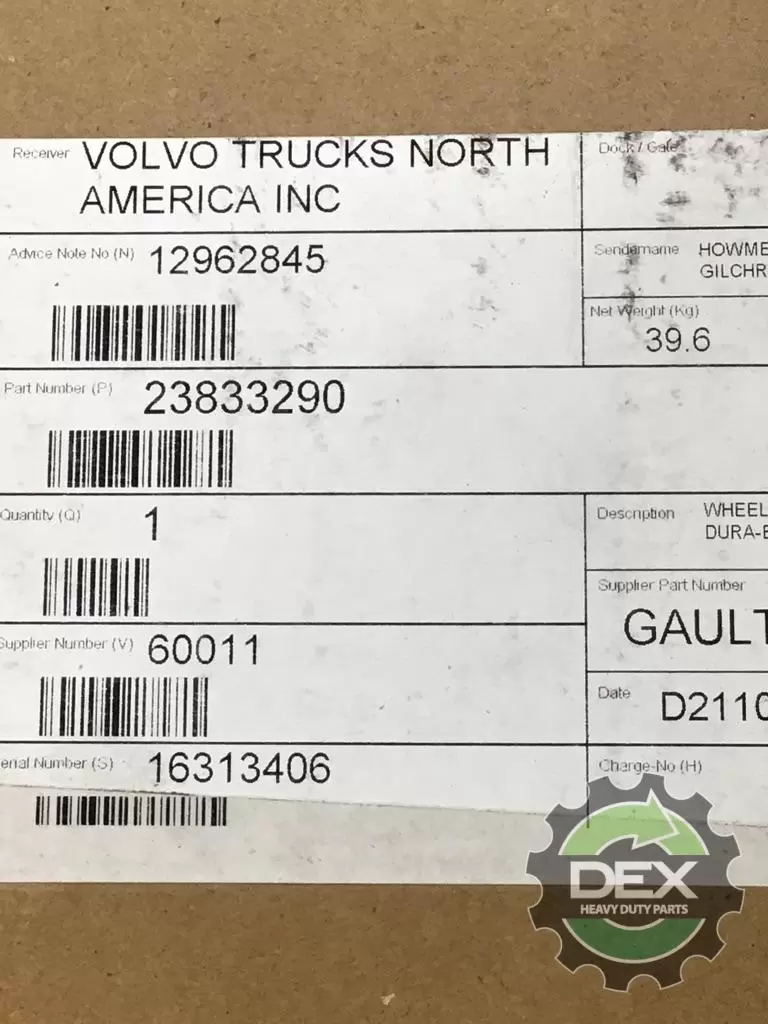 Receiver VOLVO TRUCKS NORTH
AMERICA INC
Dock / Gate
Advice Note No (N) 12962845
Sendername HOWME
GILCHR
Net Weight (Kg)
39.6
Part Number (P) 23833290
Quantity (Q) 1
Description WHEEL
DURA-B
Supplier Part Number
GAULT
Supplier Number (V) 60011
Date D2110
erial Number (S) 16313406
Charge-No (H)
DEX
HEAVY DUTY PARTS